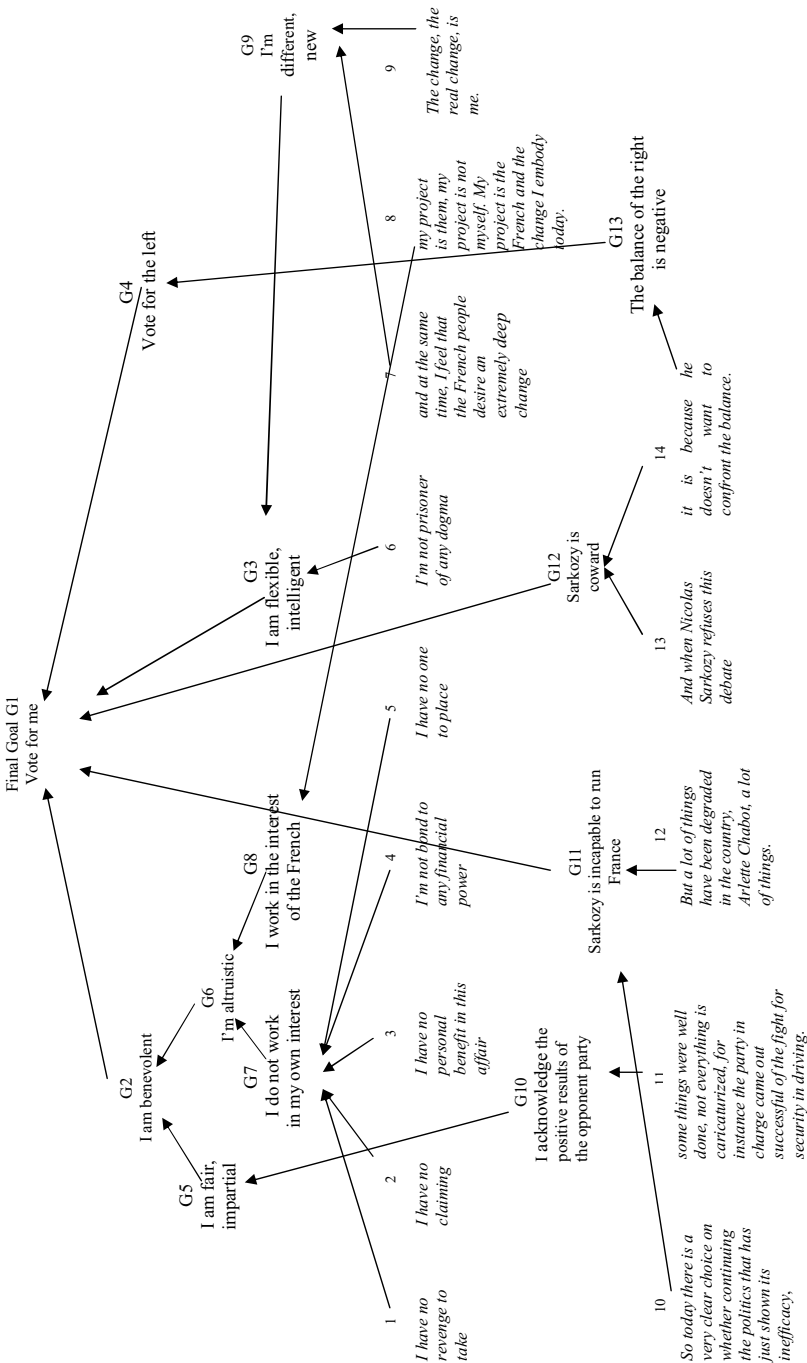 Final Goal G1
Vote for me
G4
Vote for the left
G2
I am benevolent
G9
I'm
different,
new
G3
I am flexible,
intelligent
G5
I am fair,
impartial
G6
I'm altruistic
G7
I do not work
in my own interest
G8
I work in the interest
of the French
1
I have no
revenge to
take
2
I have no
claiming
3
I have no
personal
benefit in this
affair
4
I'm not bond to
any financial
power
5
I have no one
to place
6
I'm not prisoner
of any dogma
7
and at the same
time, I feel that
the French people
desire an
extremely deep
change
8
my project
is them, my
project is not
myself. My
project is the
French and the
change I embody
today.
9
The change, the
real change, is
me.
G10
I acknowledge the
positive results of
the opponent party
G11
Sarkozy is incapable to run
France
G12
Sarkozy is
coward
G13
The balance of the right
is negative
10
So today there is a
very clear choice on
whether continuing
the politics that has
just shown its
inefficacy,
11
some things were well
done, not everything is
caricaturized, for
instance the party in
charge came out
successful of the fight for
security in driving.
12
But a lot of things
have been degraded
in the country,
Arlette Chabot, a lot
of things.
13
And when Nicolas
Sarkozy refuses this
debate
14
it is because he
doesn't want to
confront the balance.